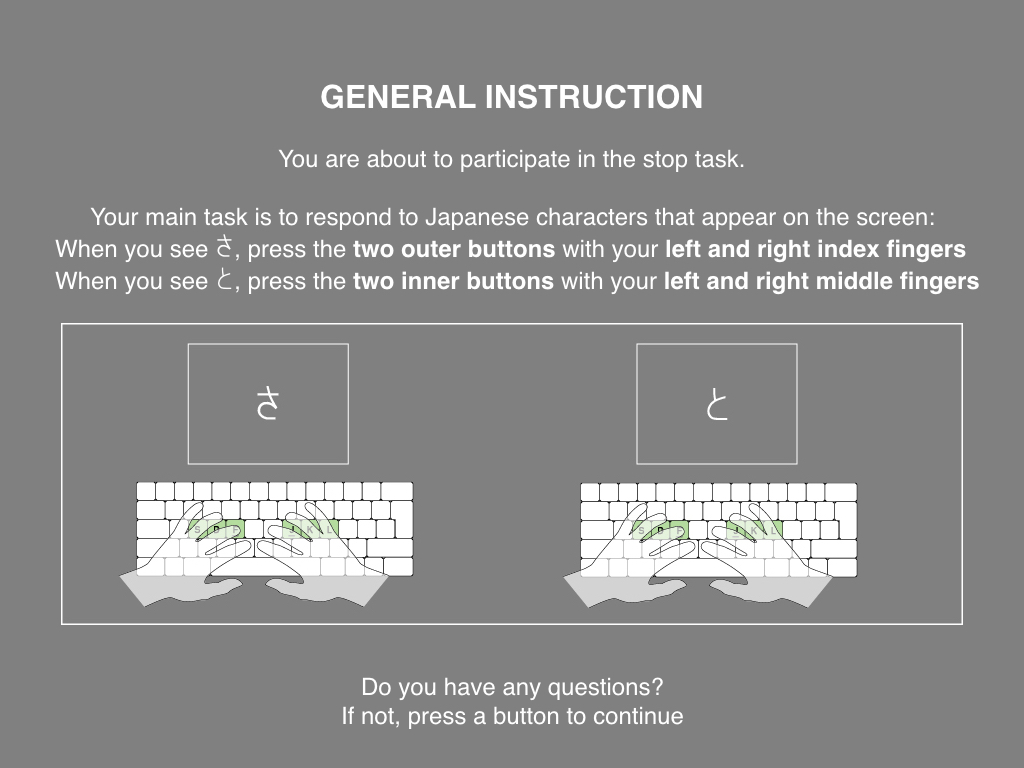 GENERAL INSTRUCTION
You are about to participate in the stop task.
Your main task is to respond to Japanese characters that appear on the screen:
When you see さ, press the two outer buttons with your left and right index fingers
When you see と, press the two inner buttons with your left and right middle fingers
さ
と
S D F J K L
S D F J K L
Do you have any questions?
If not, press a button to continue